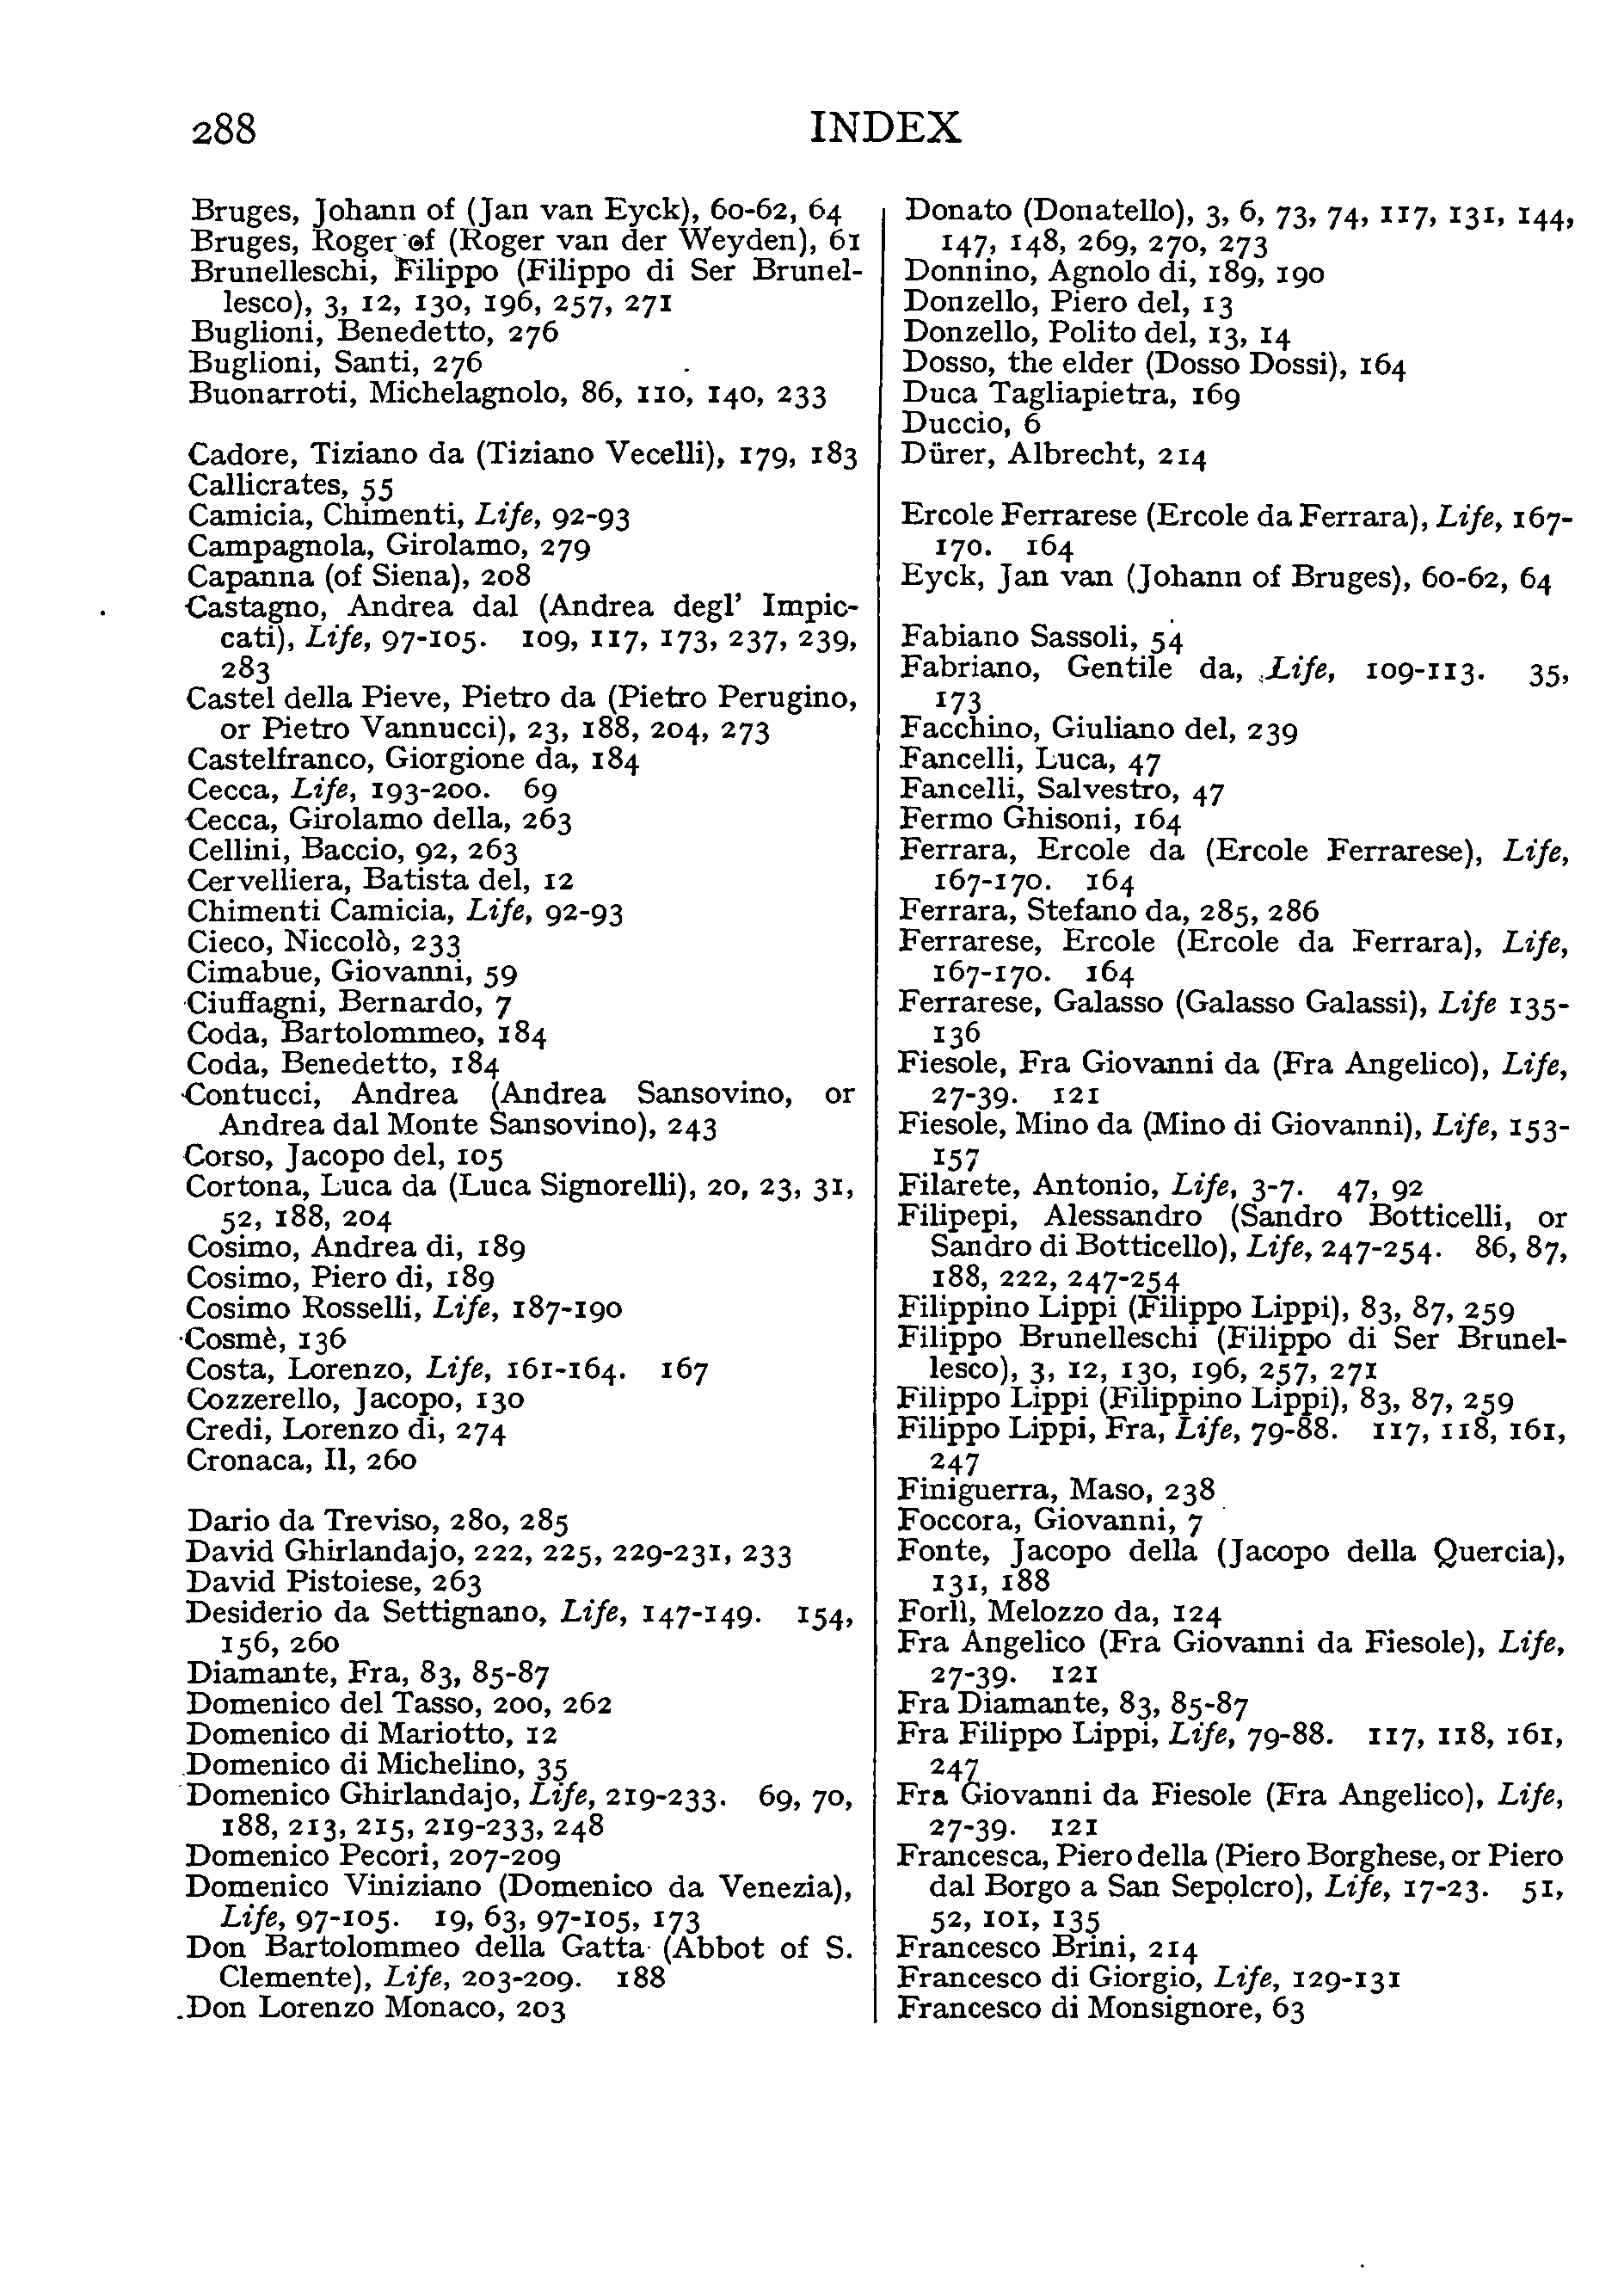 288
INDEX
Bruges, Johann of (Jan van Eyck), 60-62, 64
Bruges, Roger of (Roger van der Weyden), 61
Brunelleschi, Filippo (Filippo di Ser Brunel-
lesco), 3, 12, 130, 196, 257, 271
Buglioni, Benedetto, 276
Buglioni, Santi, 276
Buonarroti, Michelagnolo, 86, 110, 140, 233
Cadore, Tiziano da (Tiziano Vecelli), 179, 183
Callicrates, 55
Camicia, Chimenti, Life, 92-93
Campagnola, Girolamo, 279
Capanna (of Siena), 208
Castagno, Andrea dal (Andrea degl' Impic-
cati), Life, 97-105. 109, 117, 173, 237, 239,
283
Castel della Pieve, Pietro da (Pietro Perugino,
or Pietro Vannucci), 23, 188, 204, 273
Castelfranco, Giorgione da, 184
Cecca, Life, 193-200. 69
Cecca, Girolamo della, 263
Cellini, Baccio, 92, 263
Cervelliera, Batista del, 12
Chimenti Camicia, Life, 92-93
Cieco, Niccolò, 233
Cimabue, Giovanni, 59
Ciuffagni, Bernardo, 7
Coda, Bartolommeo, 184
Coda, Benedetto, 184
Contucci, Andrea (Andrea Sansovino, or
Andrea dal Monte Sansovino), 243
Corso, Jacopo del, 105
Cortona, Luca da (Luca Signorelli), 20, 23, 31,
52, 188, 204
Cosimo, Andrea di, 189
Cosimo, Piero di, 189
Cosimo Rosselli, Life, 187-190
Cosmè, 136
Costa, Lorenzo, Life, 161-164. 167
Cozzerello, Jacopo, 130
Credi, Lorenzo di, 274
Cronaca, Il, 260
Dario da Treviso, 280, 285
David Ghirlandajo, 222, 225, 229-231, 233
David Pistoiese, 263
Desiderio da Settignano, Life, 147-149. 154,
156, 260
Diamante, Fra, 83, 85-87
Domenico del Tasso, 200, 262
Domenico di Mariotto, 12
Domenico di Michelino, 35
Domenico Ghirlandajo, Life, 219-233. 69, 70,
188, 213, 215, 219-233, 248
Domenico Pecori, 207-209
Domenico Viniziano (Domenico da Venezia),
Life, 97-105. 19, 63, 97-105, 173
Don Bartolommeo della Gatta (Abbot of S.
Clemente), Life, 203-209. 188
Don Lorenzo Monaco, 203
Donato (Donatello), 3, 6, 73, 74, 117, 131, 144,
147, 148, 269, 270, 273
Donnino, Agnolo di, 189, 190
Donzello, Piero del, 13
Donzello, Polito del, 13, 14
Dosso, the elder (Dosso Dossi), 164
Duca Tagliapietra, 169
Duccio, 6
Dürer, Albrecht, 214
Ercole Ferrarese (Ercole da Ferrara), Life, 167-
170. 164
Eyck, Jan van (Johann of Bruges), 60-62, 64
Fabiano Sassoli, 54
Fabriano, Gentile da, Life, 109-113. 35,
173
Facchino, Giuliano del, 239
Fancelli, Luca, 47
Fancelli, Salvestro, 47
Fermo Ghisoni, 164
Ferrara, Ercole da (Ercole Ferrarese), Life,
167-170. 164
Ferrara, Stefano da, 285, 286
Ferrarese, Ercole (Ercole da Ferrara), Life,
167-170. 164
Ferrarese, Galasso (Galasso Galassi), Life 135-
136
Fiesole, Fra Giovanni da (Fra Angelico), Life,
27-39. 121
Fiesole, Mino da (Mino di Giovanni), Life, 153-
157
Filarete, Antonio, Life, 3-7. 47, 92
Filipepi, Alessandro (Sandro Botticelli, or
Sandro di Botticello), Life, 247-254. 86, 87,
188, 222, 247-254
Filippino Lippi (Filippo Lippi), 83, 87, 259
Filippo Brunelleschi (Filippo di Ser Brunel-
lesco), 3, 12, 130, 196, 257, 271
Filippo Lippi (Filippino Lippi), 83, 87, 259
Filippo Lippi, Fra, Life, 79-88. 117, 118, 161,
247
Finiguerra, Maso, 238
Foccora, Giovanni, 7
Fonte, Jacopo della (Jacopo della Quercia),
131, 188
Forlì, Melozzo da, 124
Fra Angelico (Fra Giovanni da Fiesole), Life,
27-39. 121
Fra Diamante, 83, 85-87
Fra Filippo Lippi, Life, 79-88. 117, 118, 161,
247
Fra Giovanni da Fiesole (Fra Angelico), Life,
27-39. 121
Francesca, Piero della (Piero Borghese, or Piero
dal Borgo a San Sepolcro), Life, 17-23. 51,
52, 101, 135
Francesco Brini, 214
Francesco di Giorgio, Life, 129-131
Francesco di Monsignore, 63